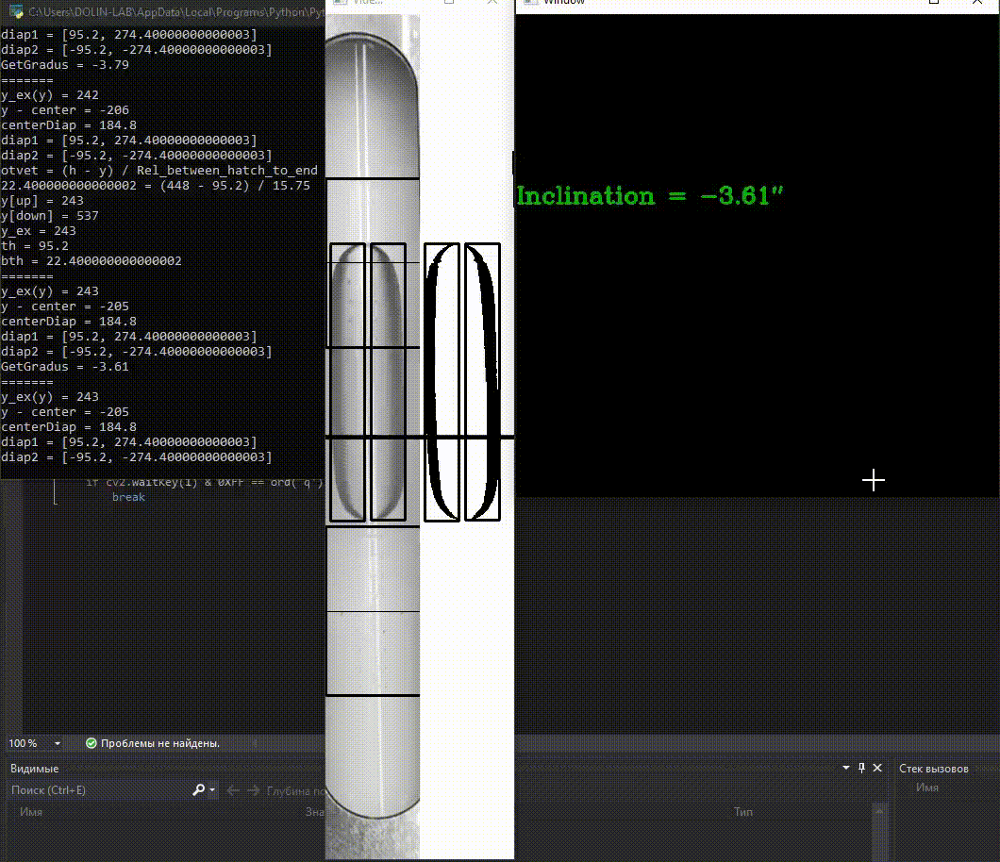 C:\Users\DOLIN-LAB\AppData\Local\Programs\Python\Pyt
diap1 = [95.2, 274.40000000000003]
diap2 = [-95.2, -274.40000000000003]
GetGradus = -3.79
=======
y_ex(y) = 242
y - center = -206
centerDiap = 184.8
diap1 = [95.2, 274.40000000000003]
diap2 = [-95.2, -274.40000000000003]
otvet = (h - y) / Rel_between_hatch_to_end
22.400000000000002 = (448 - 95.2) / 15.75
y[up] = 243
y[down] = 537
y_ex = 243
th = 95.2
bth = 22.400000000000002
=======
y_ex(y) = 243
y - center = -205
centerDiap = 184.8
diap1 = [95.2, 274.40000000000003]
diap2 = [-95.2, -274.40000000000003]
GetGradus = -3.61
=======
y_ex(y) = 243
y - center = -205
centerDiap = 184.8
diap1 = [95.2, 274.40000000000003]
diap2 = [-95.2, -274.40000000000003]
if cv2.waitKey(1) & 0XFF == ord('q')
break
Window
Inclination = -3.61"
100 %
Проблемы не найдены.
Видимые
Поиск (Ctrl+E)
Глубина по
Имя
Зна
Тип
Стек вызовов
Имя